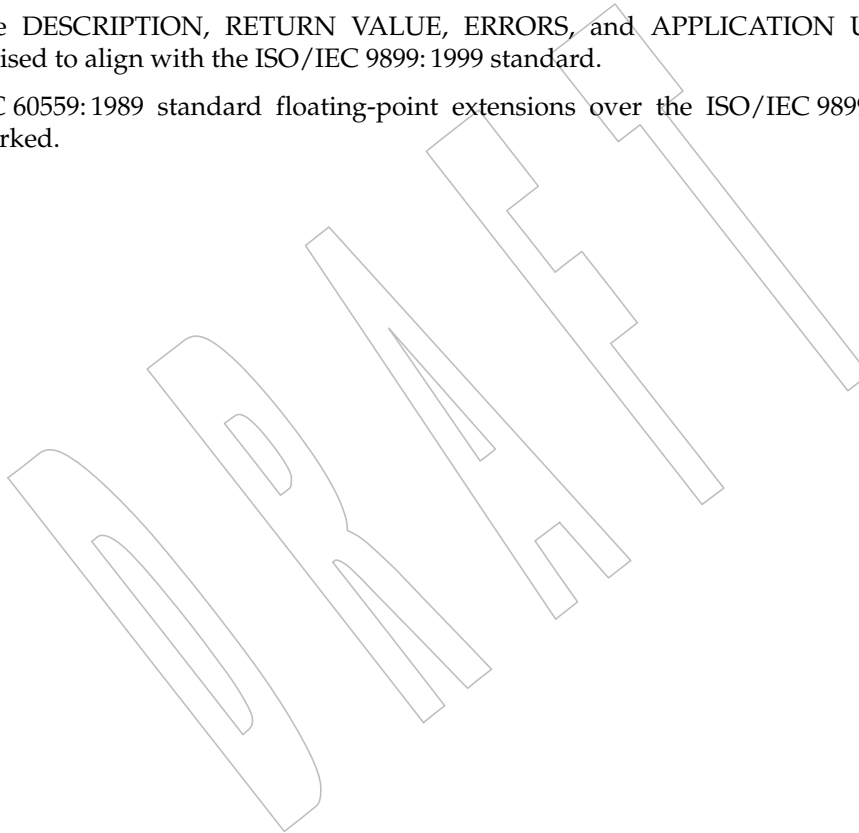 e DESCRIPTION, RETURN VALUE, ERRORS, and APPLICATION U
ised to align with the ISO/IEC 9899: 1999 standard.
C 60559: 1989 standard floating-point extensions over the ISO/IEC 9899
rked.
DRAFT